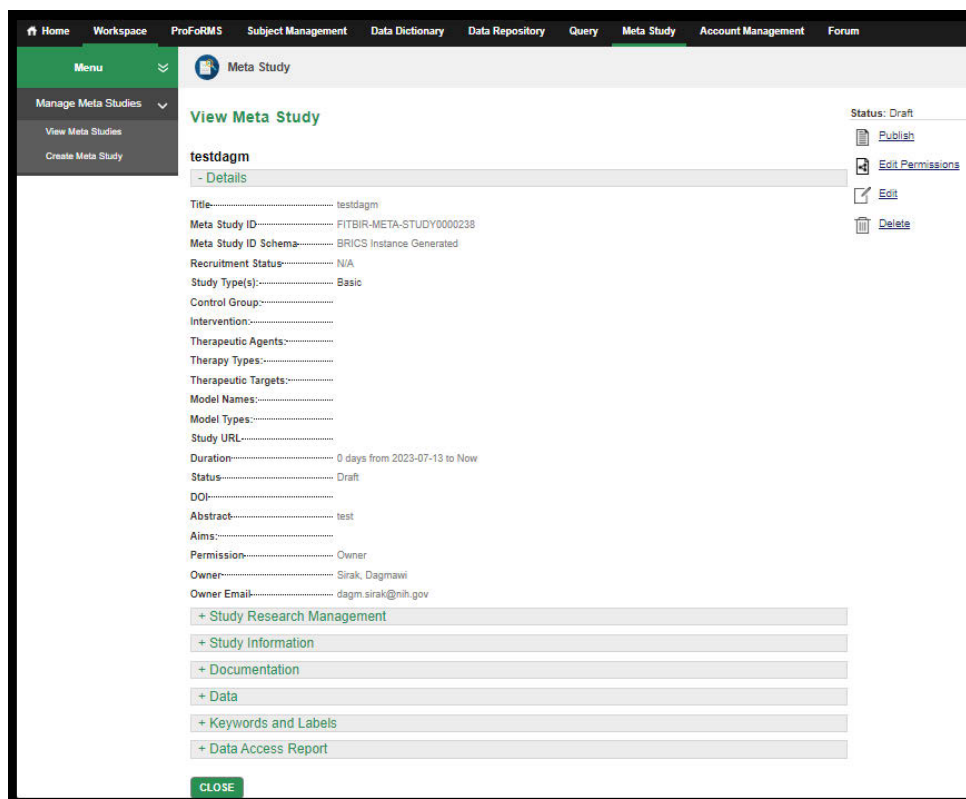 Home Workspace ProFoRMS Subject Management Data Dictionary Data Repository Query Meta Study Account Management Forum
Menu
Meta Study
Manage Meta Studies
View Meta Studies
Create Meta Study
View Meta Study
Status: Draft
Publish
Edit Permissions
Edit
Delete
testdagm
- Details
Title testdagm
Meta Study ID FITBIR-META-STUDY0000238
Meta Study ID Schema BRICS Instance Generated
Recruitment Status N/A
Study Type(s): Basic
Control Group:
Intervention:
Therapeutic Agents:
Therapy Types:
Therapeutic Targets:
Model Names:
Model Types:
Study URL
Duration 0 days from 2023-07-13 to Now
Status Draft
DOI
Abstract test
Aims:
Permission Owner
Owner Sirak, Dagmawi
Owner Email dagm.sirak@nih.gov
+ Study Research Management
+ Study Information
+ Documentation
+ Data
+ Keywords and Labels
+ Data Access Report
CLOSE